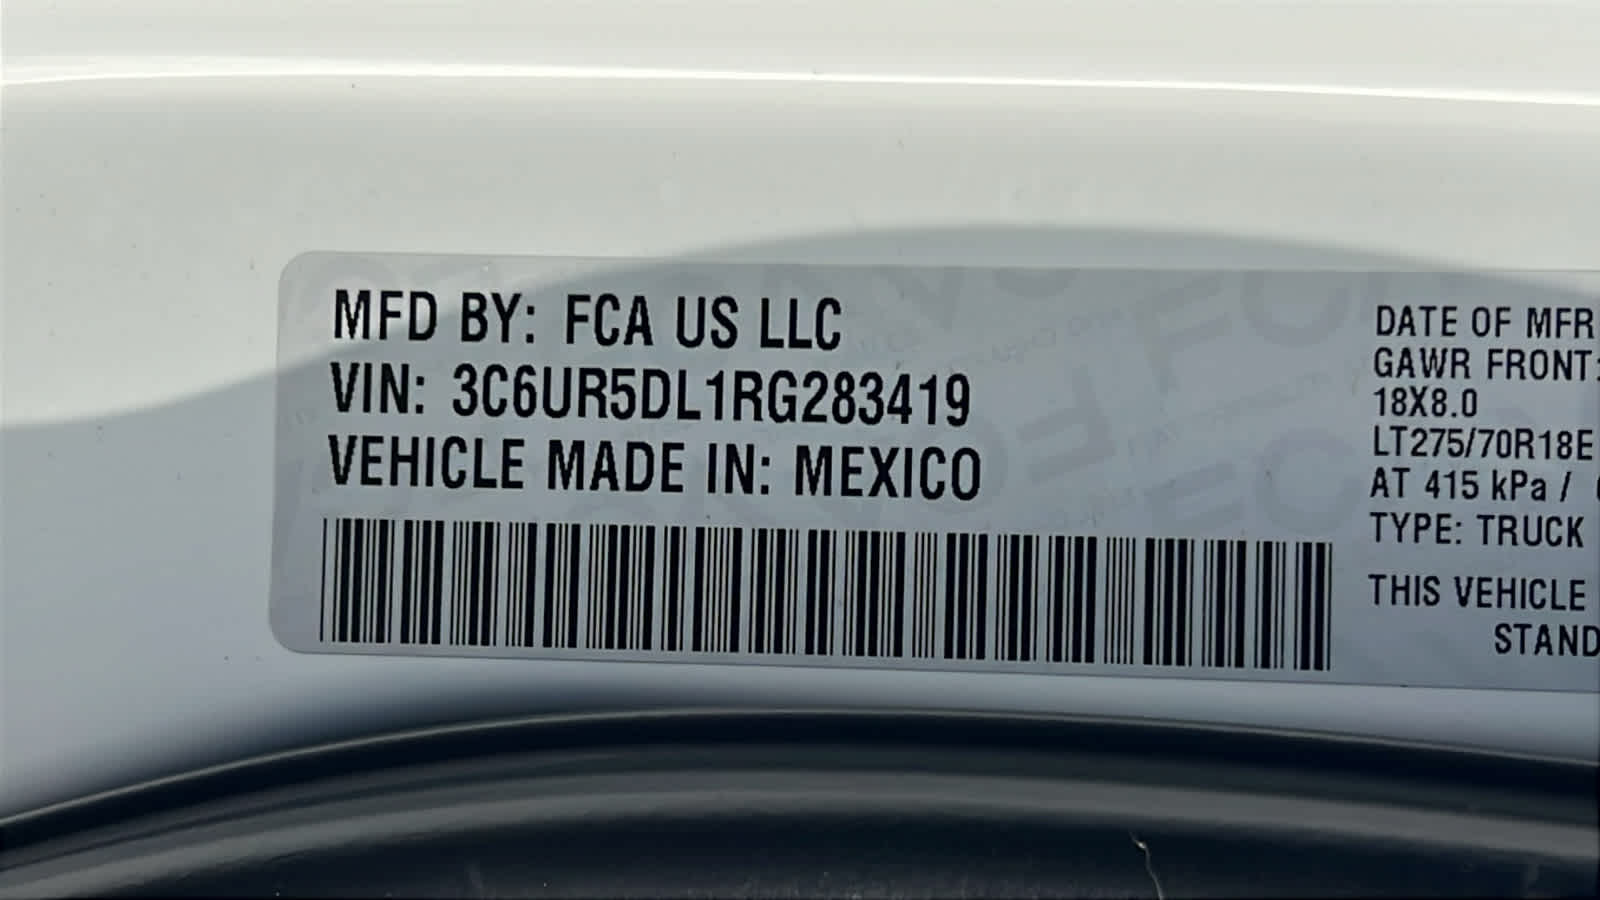 MFD BY: FCA US LLC
VIN: 3C6UR5DL1RG283419
VEHICLE MADE IN: MEXICO
DATE OF MFR
GAWR FRONT:
18X8.0
LT275/70R18E
AT 415 kPa /
TYPE: TRUCK
THIS VEHICLE
STAND